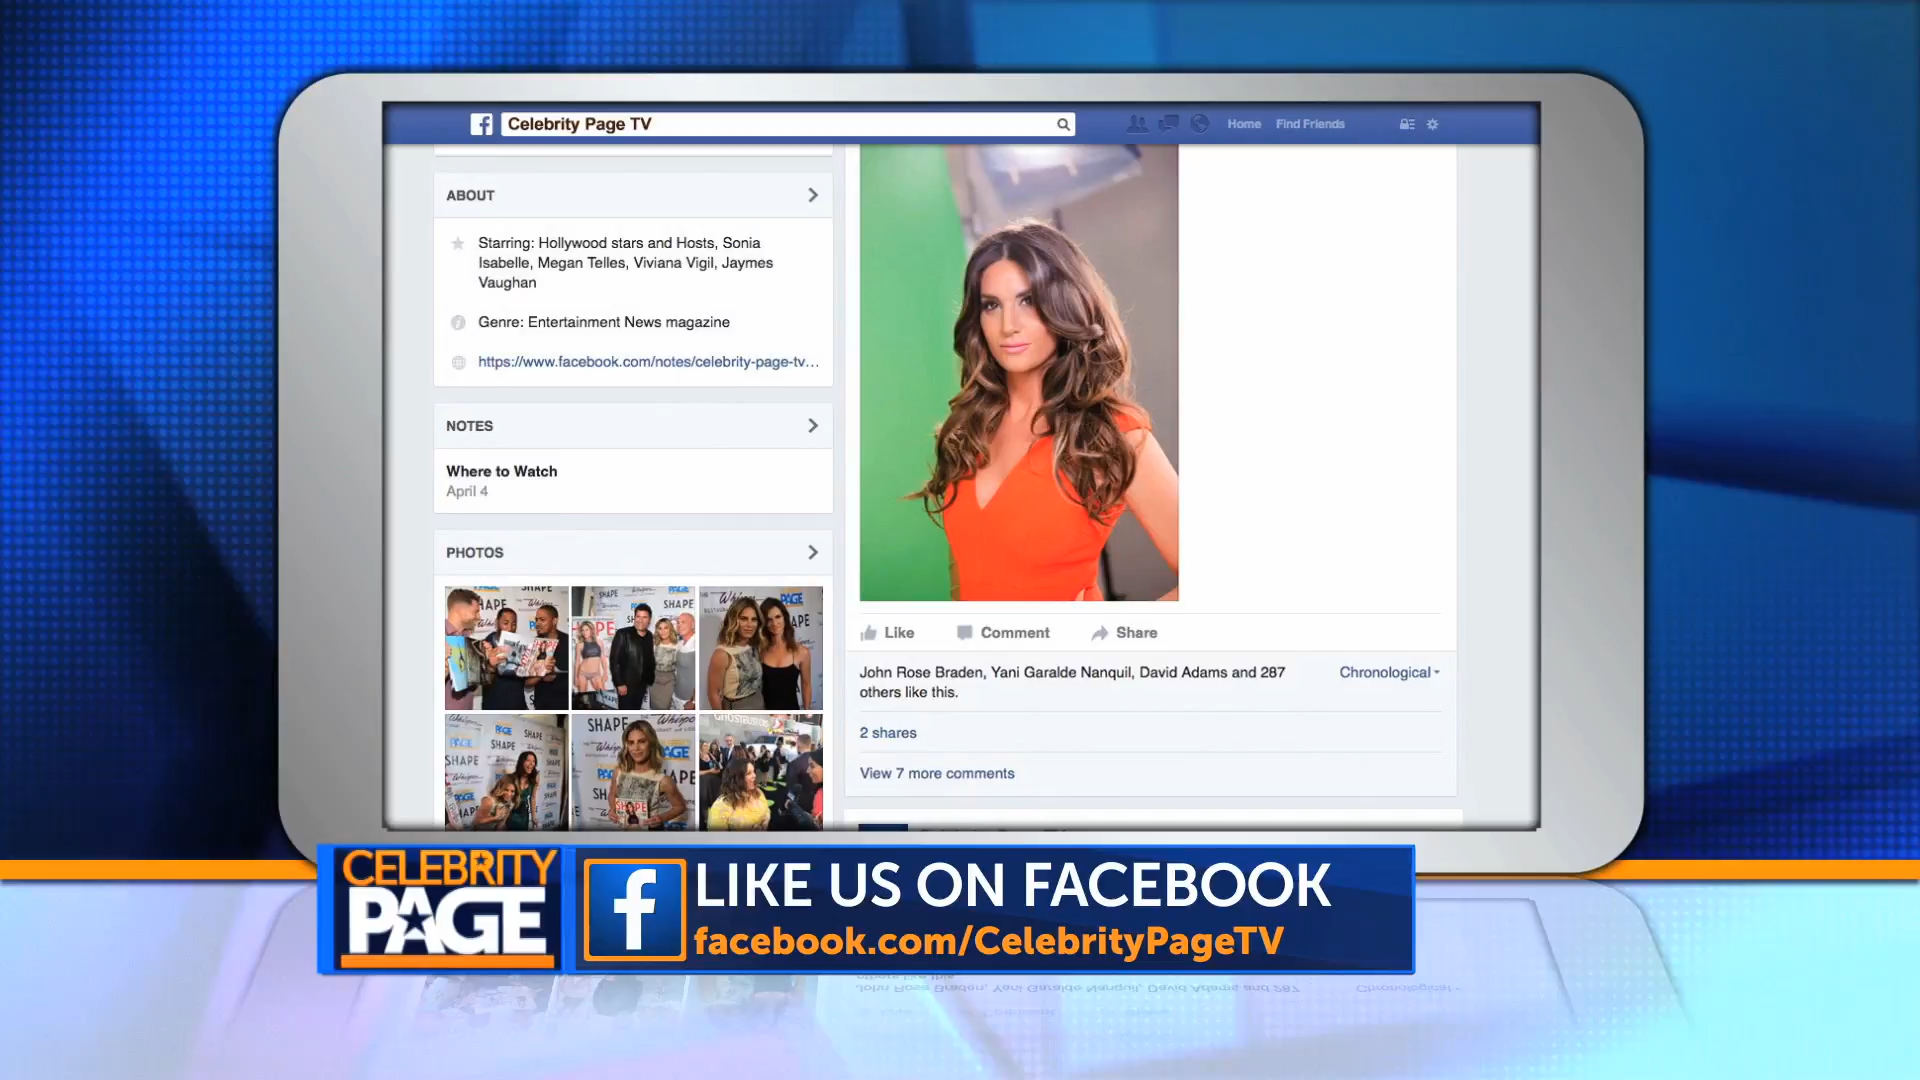 Celebrity Page TV
Home Find Friends
ABOUT
Starring: Hollywood stars and Hosts, Sonia
Isabelle, Megan Telles, Viviana Vigil, Jaymes
Vaughan
Genre: Entertainment News magazine
https://www.facebook.com/notes/celebrity-page-tv...
NOTES
Where to Watch
April 4
PHOTOS
SHAPE
PAGE
SHAPE
Like Comment Share
John Rose Braden, Yani Garalde Nanquil, David Adams and 287
others like this.
Chronological
2 shares
View 7 more comments
CELEBRITY
PAGE
LIKE US ON FACEBOOK
facebook.com/CelebrityPageTV